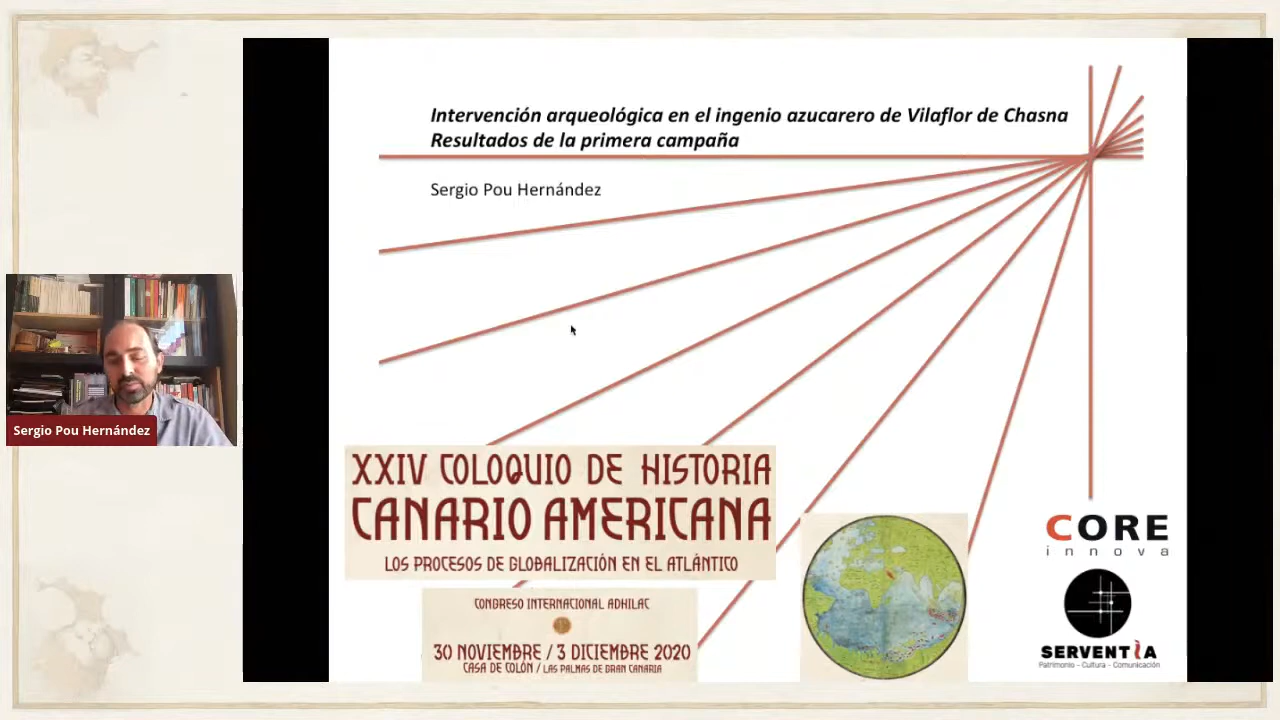 Intervención arqueológica en el ingenio azucarero de Vilaflor de Chasna
Resultados de la primera campaña
Sergio Pou Hernández
Sergio Pou Hernández
XXIV COLOQUIO DE HISTORIA
CANARIO AMERICANA
LOS PROCESOS DE GLOBALIZACIÓN EN EL ATLÁNTICO
CONGRESO INTERNACIONAL ADHILAC
30 NOVIEMBRE / 3 DICIEMBRE 2020
CASA DE COLÓN / LAS PALMAS DE GRAN CANARIA
CORE
innova
SERVENTÍA
Patrimonio - Cultura - Comunicación